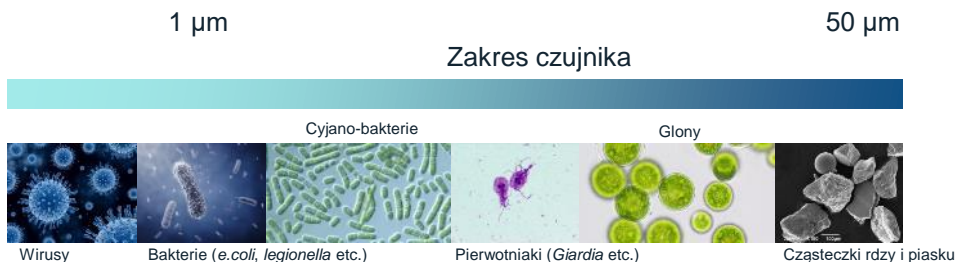 1 µm
50 µm
Zakres czujnika
Cyjano-bakterie
Glony
Wirusy
Bakterie (e.coli, legionella etc.)
Pierwotniaki (Giardia etc.)
Cząsteczki rdzy i piasku